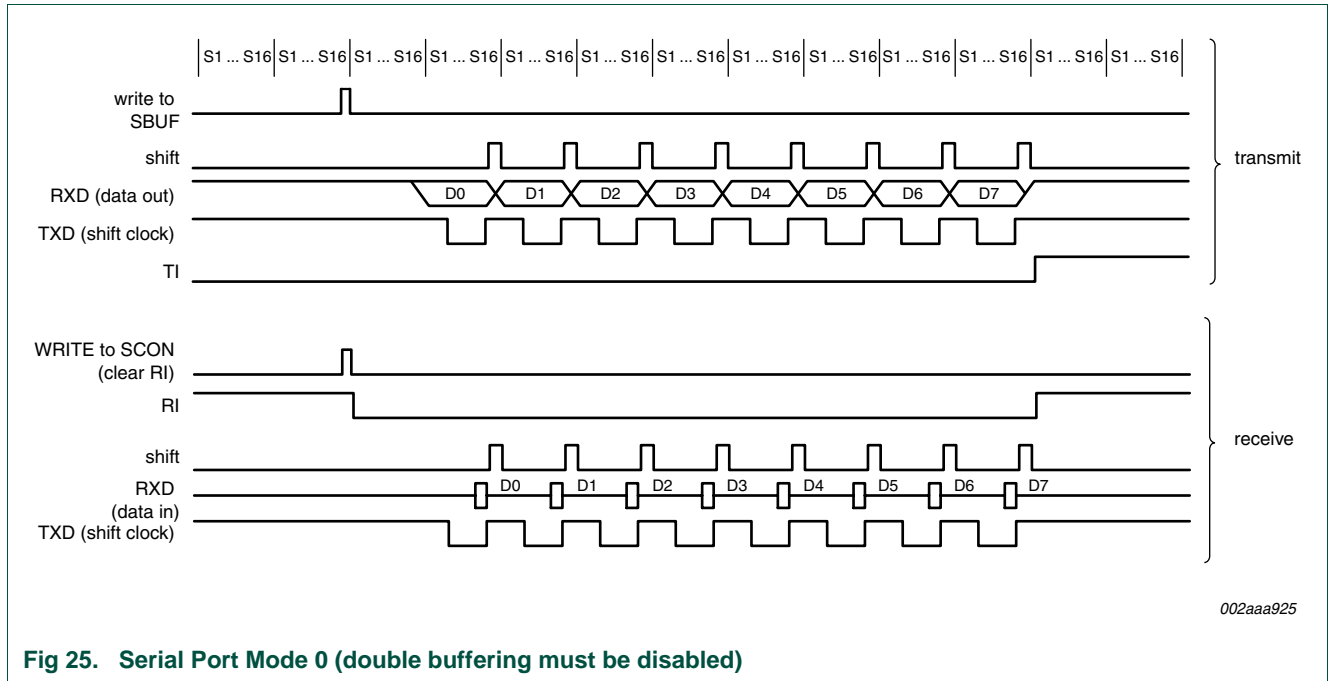 S1 ... S16 S1 ... S16 S1 ... S16 S1 ... S16 S1 ... S16 S1 ... S16 S1 ... S16 S1 ... S16 S1 ... S16 S1 ... S16 S1 ... S16 S1 ... S16 S1 ... S16
write to
SBUF
shift
transmit
RXD (data out) D0 D1 D2 D3 D4 D5 D6 D7
TXD (shift clock)
TI
WRITE to SCON
(clear RI)
RI
shift
receive
RXD D0 D1 D2 D3 D4 D5 D6 D7
(data in)
TXD (shift clock)
002aaa925
Fig 25. Serial Port Mode 0 (double buffering must be disabled)